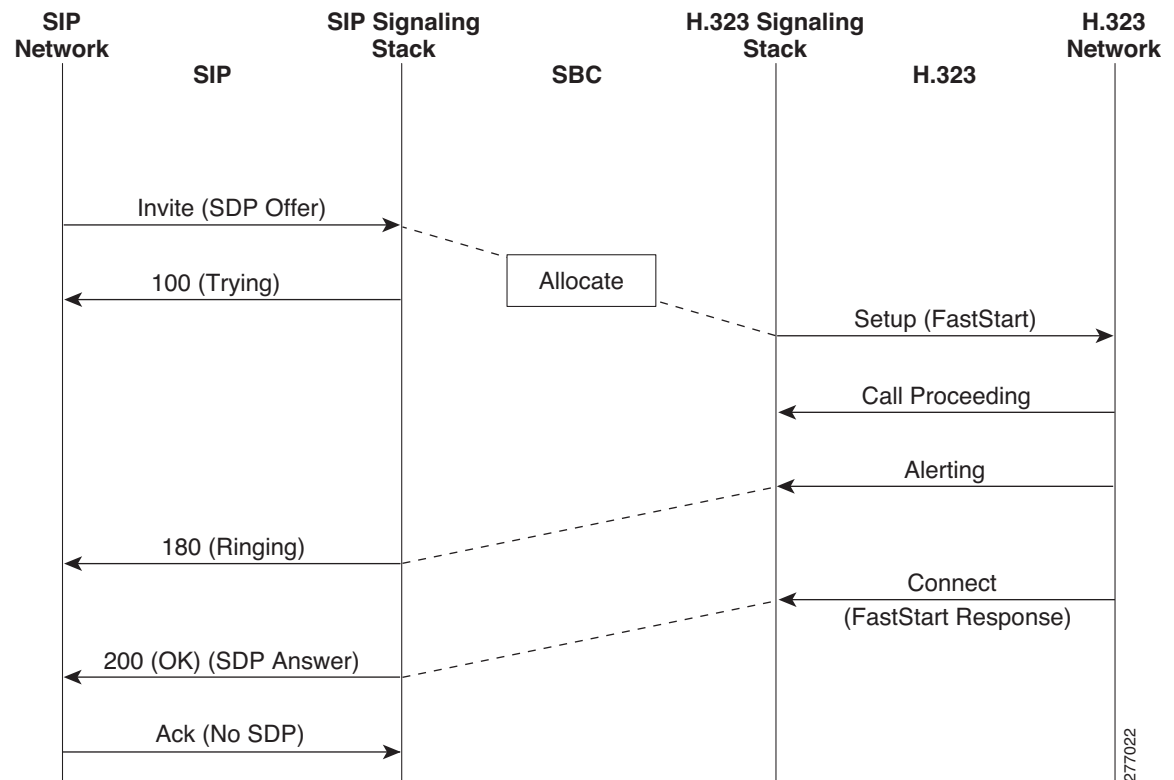 SIP
Network
SIP Signaling
Stack
H.323 Signaling
Stack
H.323
Network
SIP
SBC
H.323
Invite (SDP Offer)
100 (Trying)
Allocate
Setup (FastStart)
Call Proceeding
Alerting
180 (Ringing)
Connect
(FastStart Response)
200 (OK) (SDP Answer)
Ack (No SDP)
277022